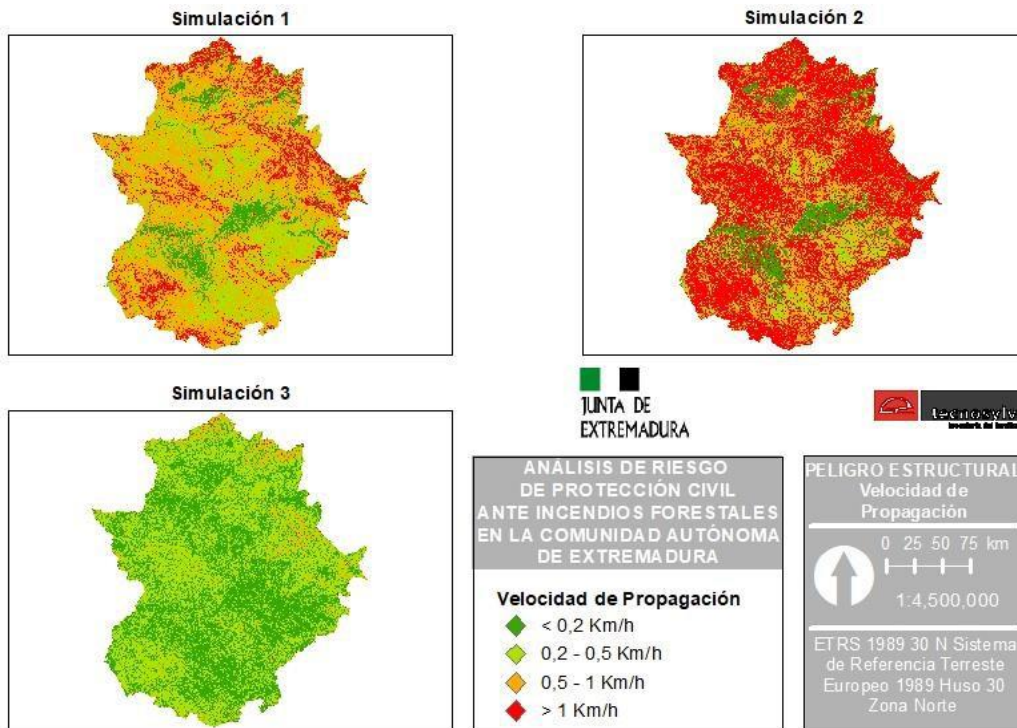 Simulación 1
Simulación 2
Simulación 3
JUNTA DE
EXTREMADURA
tecnosylva
ANÁLISIS DE RIESGO
DE PROTECCIÓN CIVIL
ANTE INCENDIOS FORESTALES
EN LA COMUNIDAD AUTÓNOMA
DE EXTREMADURA
Velocidad de Propagación
< 0,2 Km/h
0,2 - 0,5 Km/h
0,5 - 1 Km/h
> 1 Km/h
PELIGRO ESTRUCTURAL
Velocidad de
Propagación
0 25 50 75 km
1:4,500,000
ETRS 1989 30 N Sistema
de Referencia Terreste
Europeo 1989 Huso 30
Zona Norte